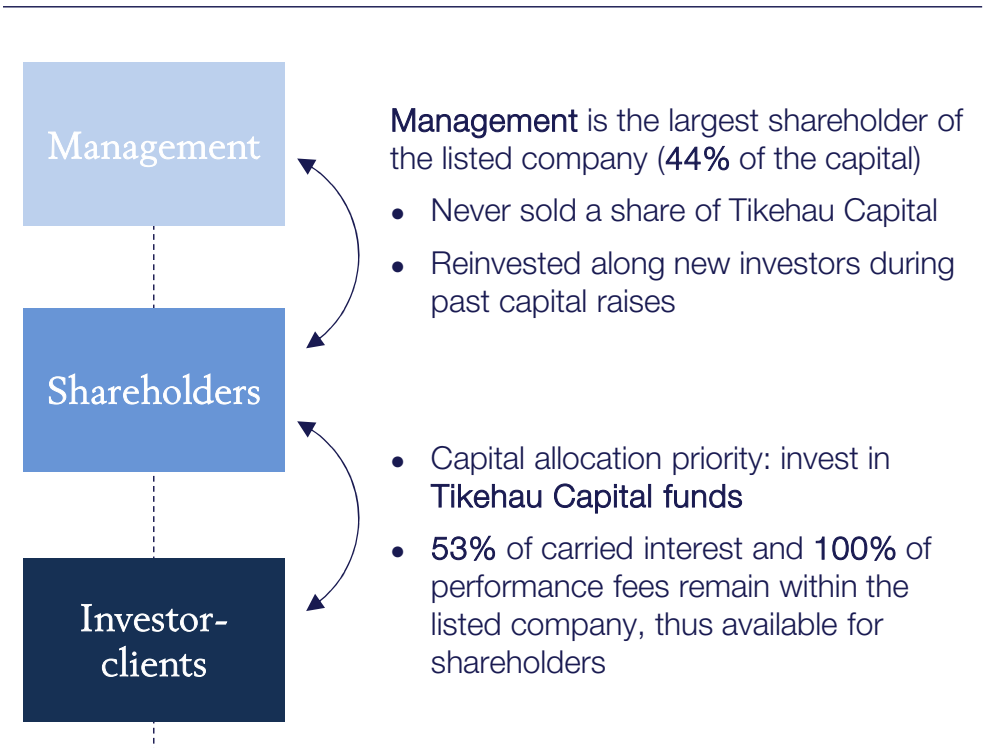 Management
Management is the largest shareholder of
the listed company (44% of the capital)
• Never sold a share of Tikehau Capital
• Reinvested along new investors during
past capital raises
Shareholders
• Capital allocation priority: invest in
Tikehau Capital funds
• 53% of carried interest and 100% of
performance fees remain within the
listed company, thus available for
shareholders
Investor-
clients